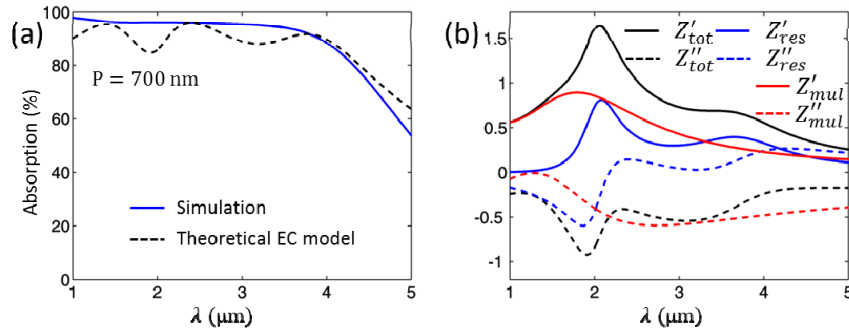 (a)
100
80
60
40
20
0
Absorption (%)
P = 700 nm
Simulation
Theoretical EC model
1
2
3
4
5
λ (μm)
(b)
1.5
1
0.5
0
-0.5
-1
Z'tot
Z'res
Z''tot
Z''res
Z'mul
Z''mul
1
2
3
4
5
λ (μm)